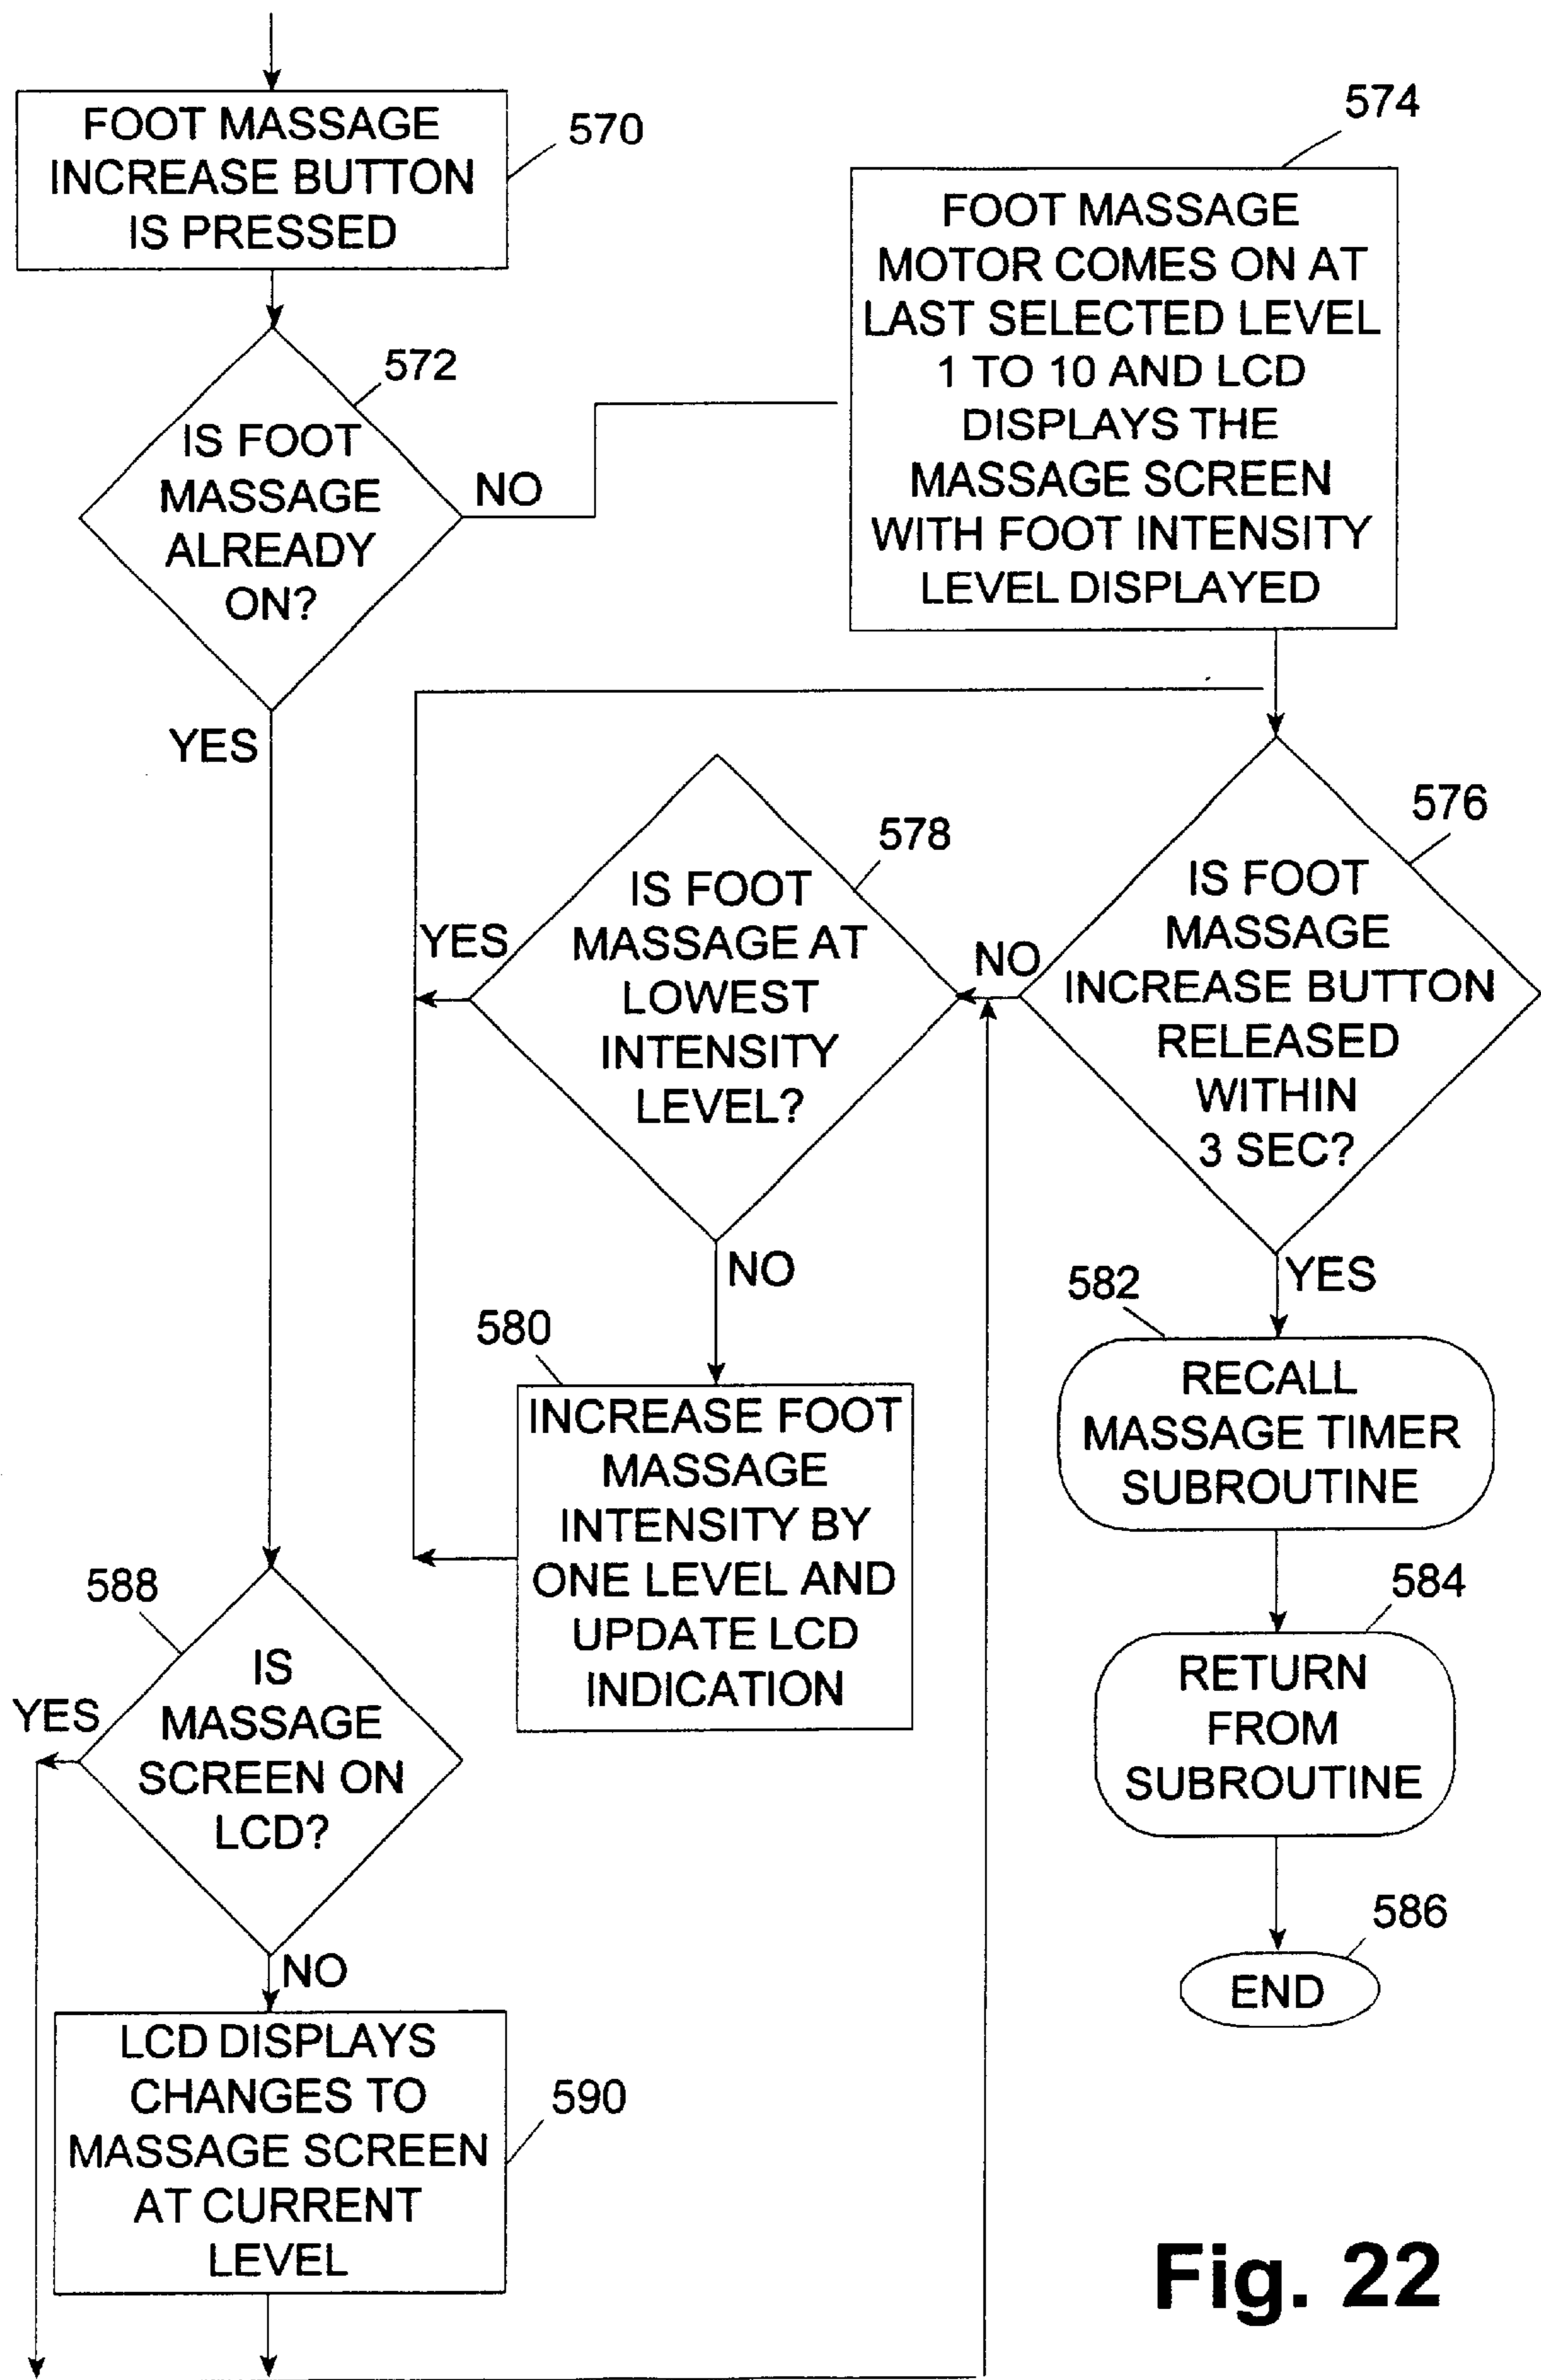 FOOT MASSAGE
INCREASE BUTTON
IS PRESSED
570
574
FOOT MASSAGE
MOTOR COMES ON AT
LAST SELECTED LEVEL
1 TO 10 AND LCD
DISPLAYS THE
MASSAGE SCREEN
WITH FOOT INTENSITY
LEVEL DISPLAYED
572
IS FOOT
MASSAGE
ALREADY
ON?
NO
YES
576
IS FOOT
MASSAGE
INCREASE BUTTON
RELEASED
WITHIN
3 SEC?
NO
YES
578
IS FOOT
MASSAGE AT
LOWEST
INTENSITY
LEVEL?
YES
NO
580
INCREASE FOOT
MASSAGE
INTENSITY BY
ONE LEVEL AND
UPDATE LCD
INDICATION
582
RECALL
MASSAGE TIMER
SUBROUTINE
584
RETURN
FROM
SUBROUTINE
586
END
588
IS
MASSAGE
SCREEN ON
LCD?
YES
NO
LCD DISPLAYS
CHANGES TO
MASSAGE SCREEN
AT CURRENT
LEVEL
590
Fig. 22